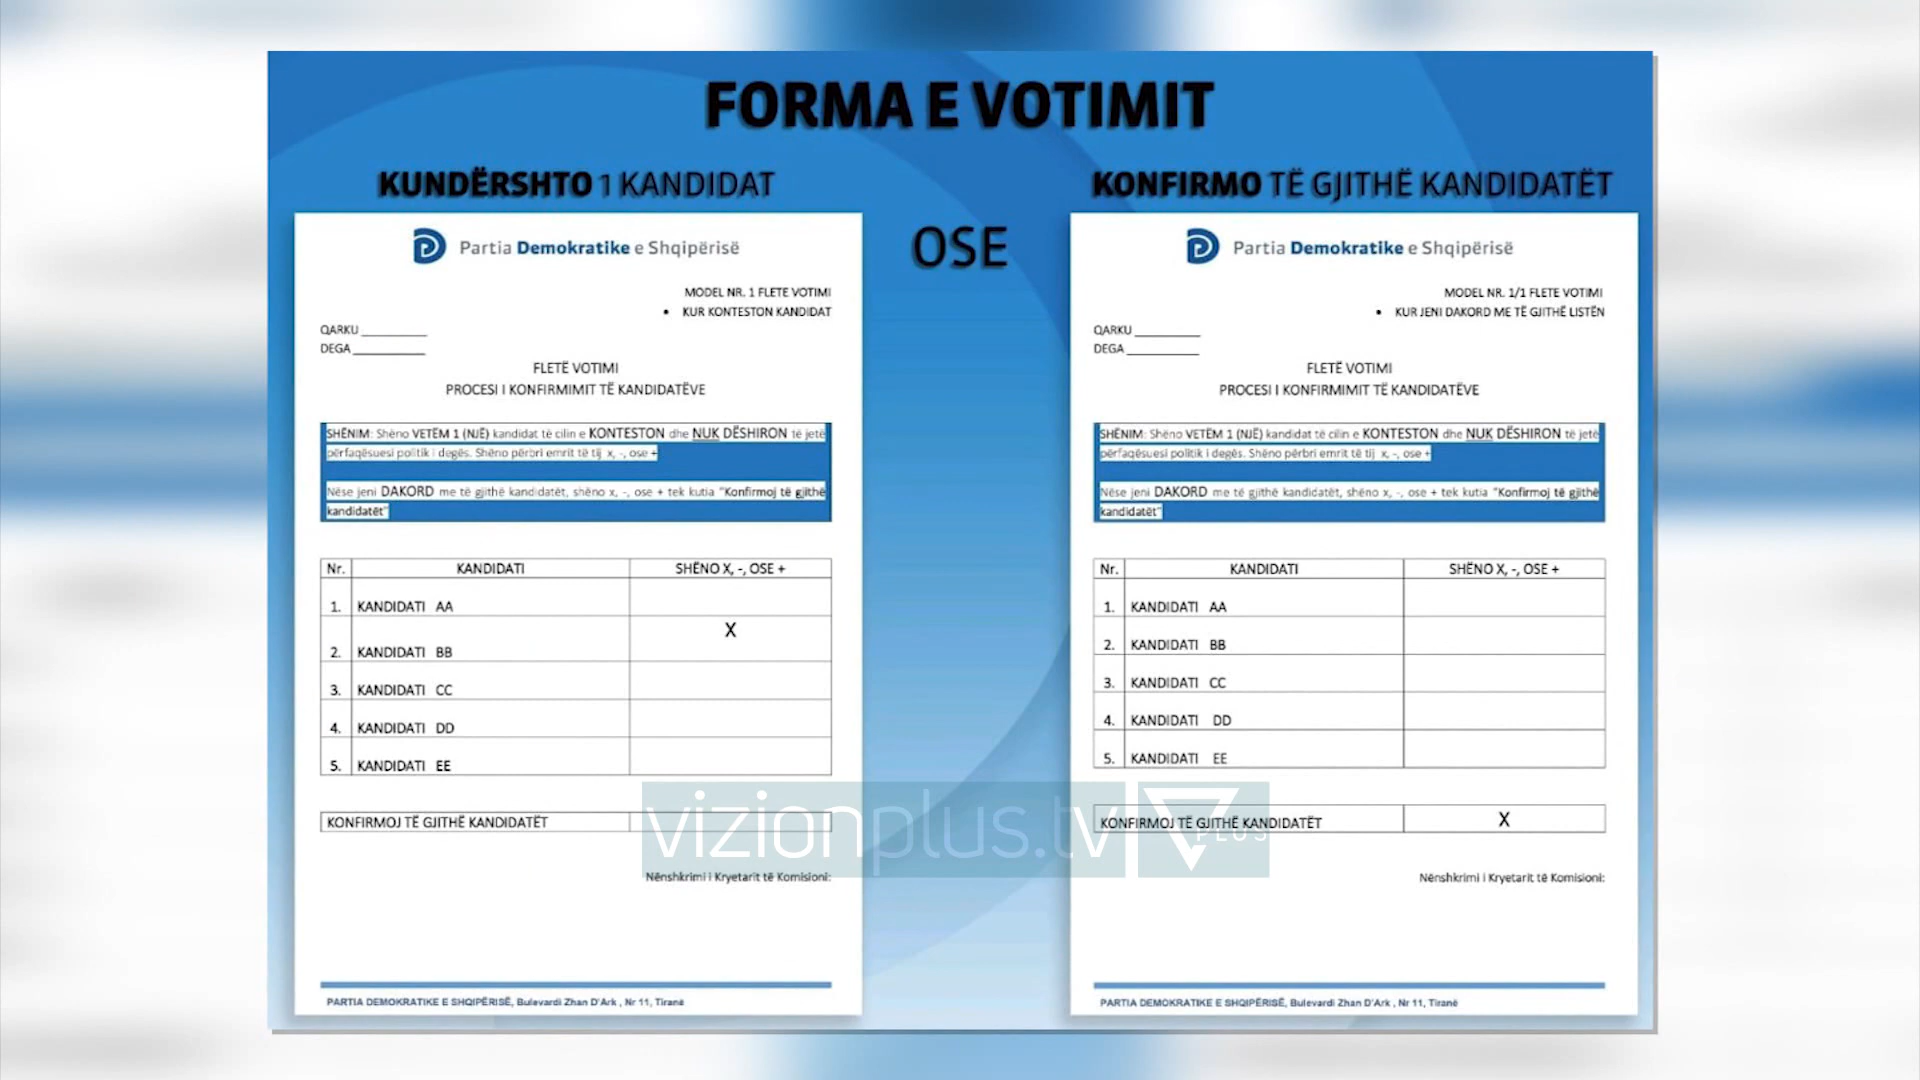 FORMA E VOTIMIT
KUNDËRSHTO 1 KANDIDAT
OSE
KONFIRMO TË GJITHË KANDIDATËT
Partia Demokratike e Shqipërisë
MODEL NR. 1 FLETE VOTIMI
• KUR KONTESTON KANDIDAT
QARKU __________
DEGA ___________
FLETË VOTIMI
PROCESI I KONFIRMIMIT TË KANDIDATËVE
SHËNIM: Shëno VETËM 1 (NJË) kandidat të cilin e KONTESTON dhe NUK DËSHIRON të jetë
përfaqësuesi politik i degës. Shëno përbri emrit të tij x, -, ose +
Nëse jeni DAKORD me të gjithë kandidatët, shëno x, -, ose + tek kutia "Konfirmoj të gjithë
kandidatët"
Nr. KANDIDATI SHËNO X, -, OSE +
1. KANDIDATI AA
2. KANDIDATI BB X
3. KANDIDATI CC
4. KANDIDATI DD
5. KANDIDATI EE
KONFIRMOJ TË GJITHË KANDIDATËT
Nënshkrimi i Kryetarit të Komisioni:
PARTIA DEMOKRATIKE E SHQIPËRISË, Bulevardi Zhan D'Ark , Nr 11, Tiranë
Partia Demokratike e Shqipërisë
MODEL NR. 1/1 FLETE VOTIMI
• KUR JENI DAKORD ME TË GJITHË LISTËN
QARKU __________
DEGA ___________
FLETË VOTIMI
PROCESI I KONFIRMIMIT TË KANDIDATËVE
SHËNIM: Shëno VETËM 1 (NJË) kandidat të cilin e KONTESTON dhe NUK DËSHIRON të jetë
përfaqësuesi politik i degës. Shëno përbri emrit të tij x, -, ose +
Nëse jeni DAKORD me të gjithë kandidatët, shëno x, -, ose + tek kutia "Konfirmoj të gjithë
kandidatët"
Nr. KANDIDATI SHËNO X, -, OSE +
1. KANDIDATI AA
2. KANDIDATI BB
3. KANDIDATI CC
4. KANDIDATI DD
5. KANDIDATI EE
KONFIRMOJ TË GJITHË KANDIDATËT X
Nënshkrimi i Kryetarit të Komisioni:
PARTIA DEMOKRATIKE E SHQIPËRISË, Bulevardi Zhan D'Ark , Nr 11, Tiranë
vizionplus.tv PLUS